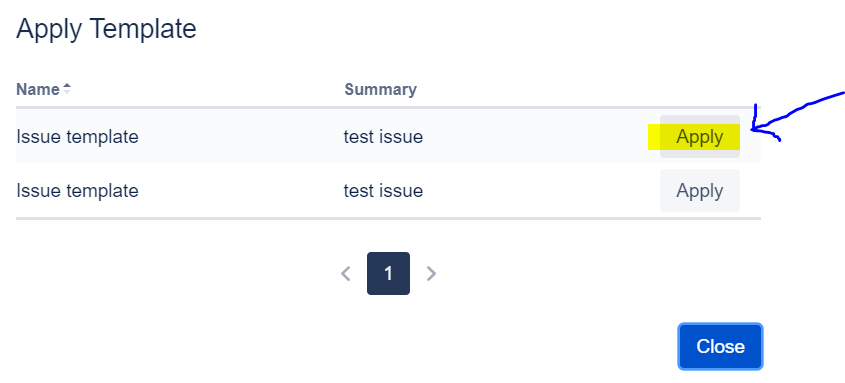 Apply Template
Name Summary
Issue template test issue Apply
Issue template test issue Apply
1
Close